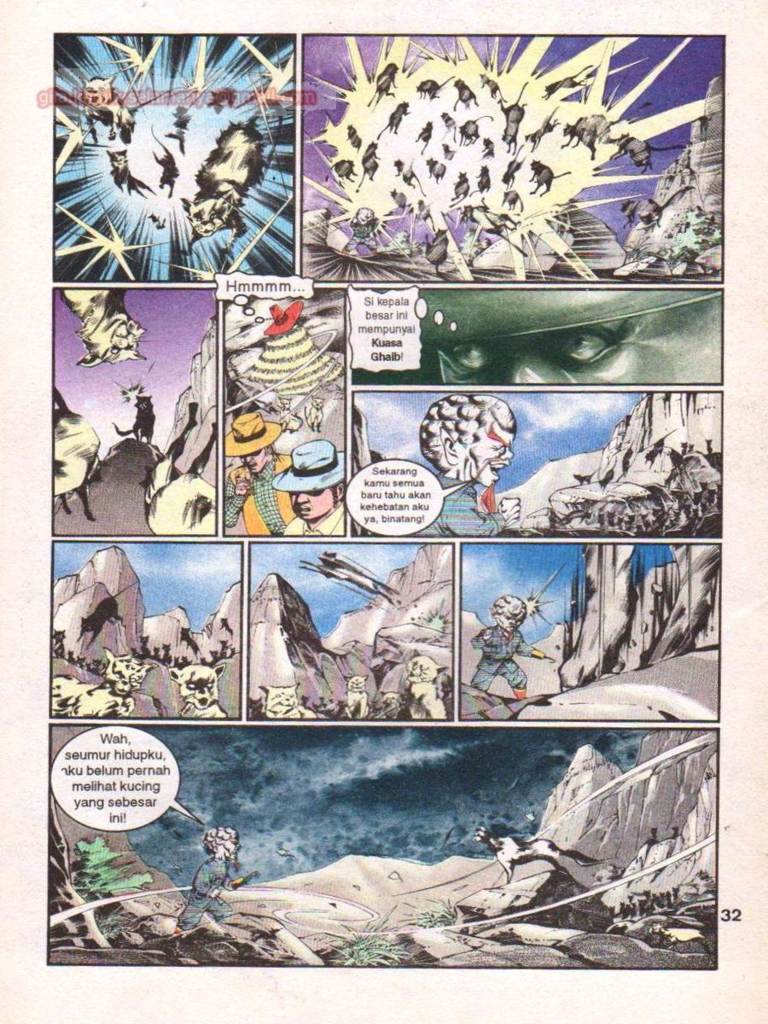 Hmmmm...
Si kepala
besar ini
mempunyai
Kuasa
Ghaib!
Sekarang
kamu semua
baru tahu akan
kehebatan aku
ya, binatang!
Wah,
seumur hidupku,
aku belum pernah
melihat kucing
yang sebesar
ini!
32